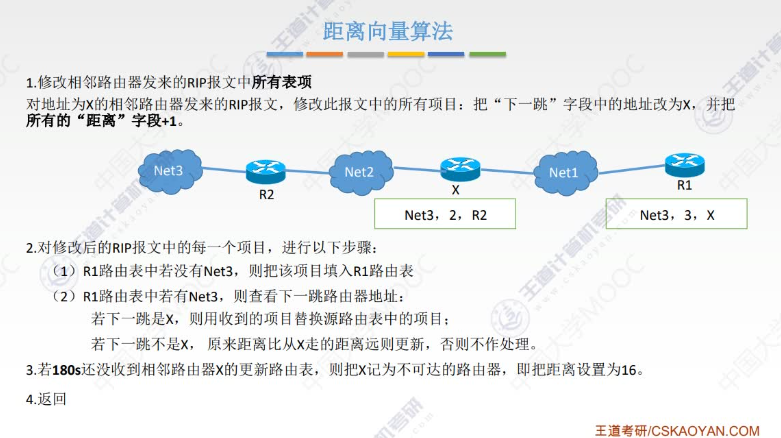 距离向量算法
1.修改相邻路由器发来的RIP报文中所有表项
对地址为X的相邻路由器发来的RIP报文，修改此报文中的所有项目：把“下一跳”字段中的地址改为X，并把
所有的“距离”字段+1。
Net3
R2
Net2
X
Net1
R1
Net3，2，R2
Net3，3，X
2.对修改后的RIP报文中的每一个项目，进行以下步骤：
（1）R1路由表中若没有Net3，则把该项目填入R1路由表
（2）R1路由表中若有Net3，则查看下一跳路由器地址：
若下一跳是X，则用收到的项目替换源路由表中的项目；
若下一跳不是X， 原来距离比从X走的距离远则更新，否则不作处理。
3.若180s还没收到相邻路由器X的更新路由表，则把X记为不可达的路由器，即把距离设置为16。
4.返回
王道考研/CSKAOYAN.COM